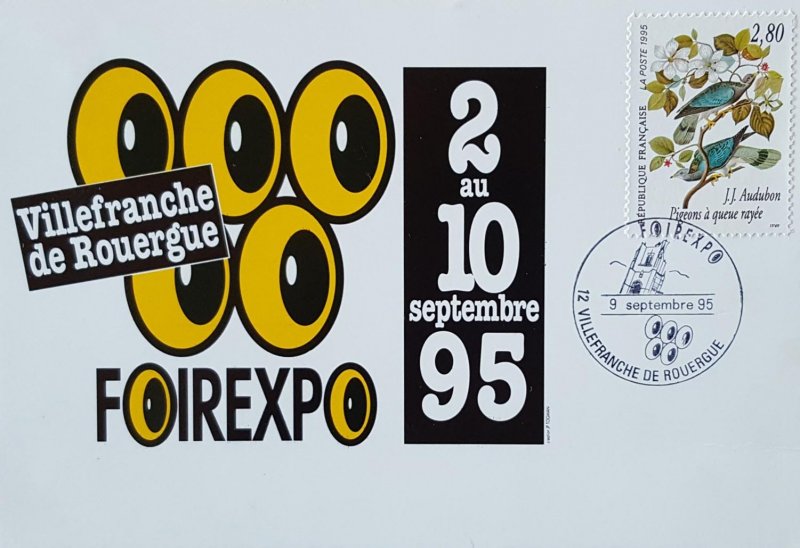 Villefranche
de Rouergue
FOIREXPO
2
au
10
septembre
95
2,80
LA POSTE 1995
RÉPUBLIQUE FRANÇAISE
J.J. Audubon
Pigeons à queue rayée
FOIREXPO
9 septembre 95
12 VILLEFRANCHE DE ROUERGUE